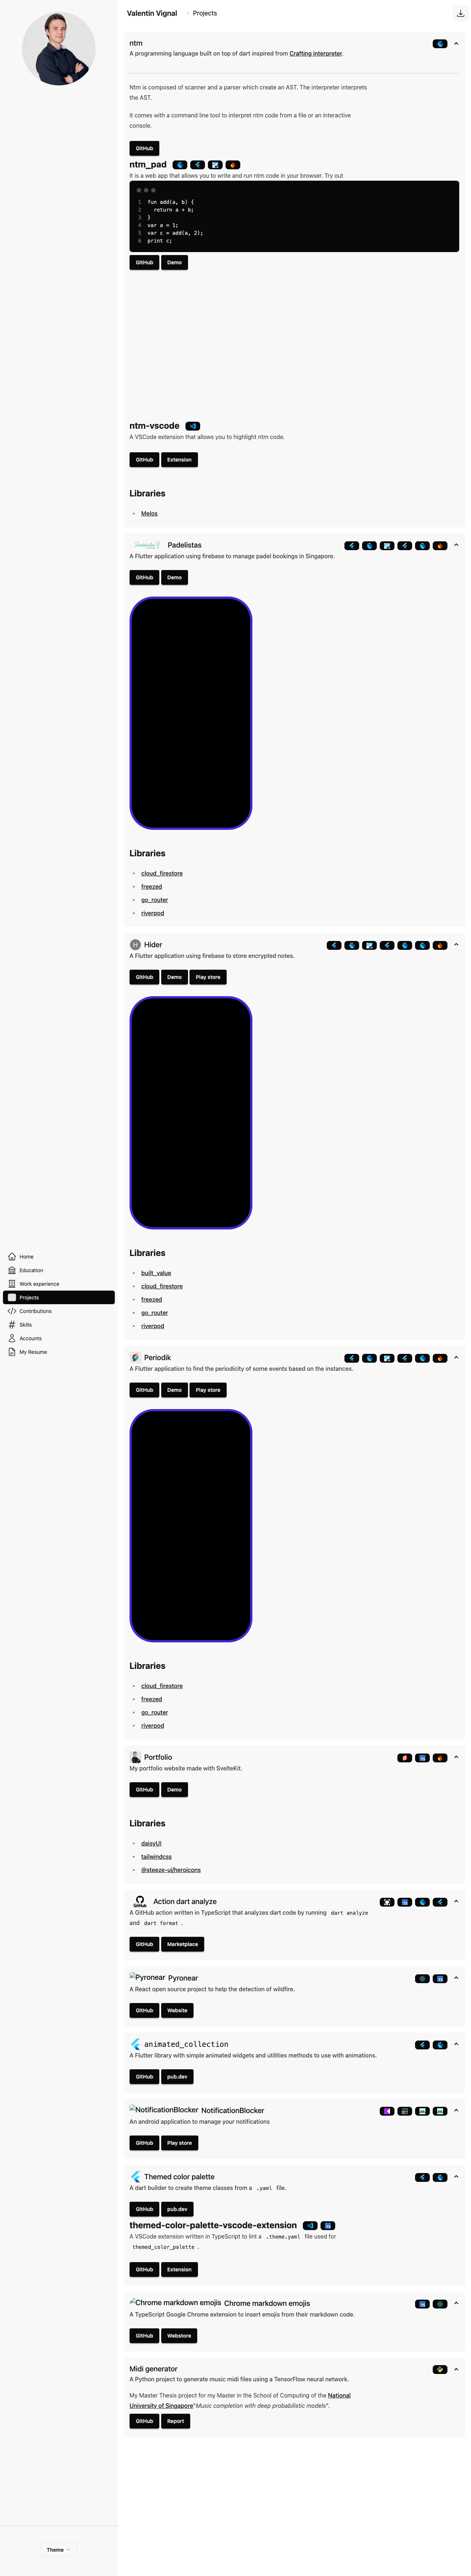 Valentin Vignal › Projects
Home
Education
Work experience
Projects
Contributions
Skills
Accounts
My Resume
Theme
ntm
A programming language built on top of dart inspired from Crafting interpreter.
Ntm is composed of scanner and a parser which create an AST. The interpreter interprets
the AST.
It comes with a command line tool to interpret ntm code from a file or an interactive
console.
GitHub
ntm_pad
It is a web app that allows you to write and run ntm code in your browser. Try out
1 fun add(a, b) {
2 return a + b;
3 }
4 var a = 1;
5 var c = add(a, 2);
6 print c;
GitHub Demo
ntm-vscode
A VSCode extension that allows you to highlight ntm code.
GitHub Extension
Libraries
• Melos
Padelistas
A Flutter application using firebase to manage padel bookings in Singapore.
GitHub Demo
Libraries
• cloud_firestore
• freezed
• go_router
• riverpod
H Hider
A Flutter application using firebase to store encrypted notes.
GitHub Demo Play store
Libraries
• built_value
• cloud_firestore
• freezed
• go_router
• riverpod
Periodik
A Flutter application to find the periodicity of some events based on the instances.
GitHub Demo Play store
Libraries
• cloud_firestore
• freezed
• go_router
• riverpod
Portfolio
My portfolio website made with SvelteKit.
GitHub Demo
Libraries
• daisyUI
• tailwindcss
• @steeze-ui/heroicons
GitHub Action dart analyze
A GitHub action written in TypeScript that analyzes dart code by running dart analyze
and dart format .
GitHub Marketplace
Pyronear Pyronear
A React open source project to help the detection of wildfire.
GitHub Website
animated_collection
A Flutter library with simple animated widgets and utilities methods to use with animations.
GitHub pub.dev
NotificationBlocker NotificationBlocker
An android application to manage your notifications
GitHub Play store
Themed color palette
A dart builder to create theme classes from a .yaml file.
GitHub pub.dev
themed-color-palette-vscode-extension
A VSCode extension written in TypeScript to lint a .theme.yaml file used for
themed_color_palette .
GitHub Extension
Chrome markdown emojis Chrome markdown emojis
A TypeScript Google Chrome extension to insert emojis from their markdown code.
GitHub Webstore
Midi generator
A Python project to generate music midi files using a TensorFlow neural network.
My Master Thesis project for my Master in the School of Computing of the National
University of Singapore"Music completion with deep probabilistic models".
GitHub Report